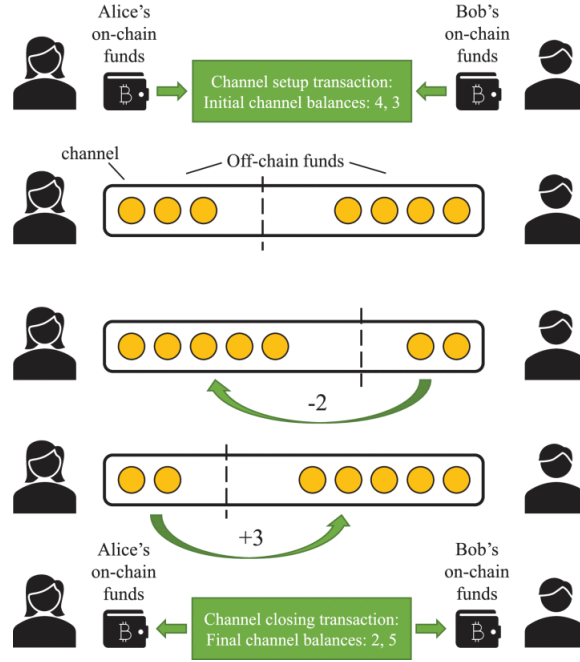 Alice's
on-chain
funds
Bob's
on-chain
funds
Channel setup transaction:
Initial channel balances: 4, 3
channel
Off-chain funds
-2
+3
Alice's
on-chain
funds
Bob's
on-chain
funds
Channel closing transaction:
Final channel balances: 2, 5